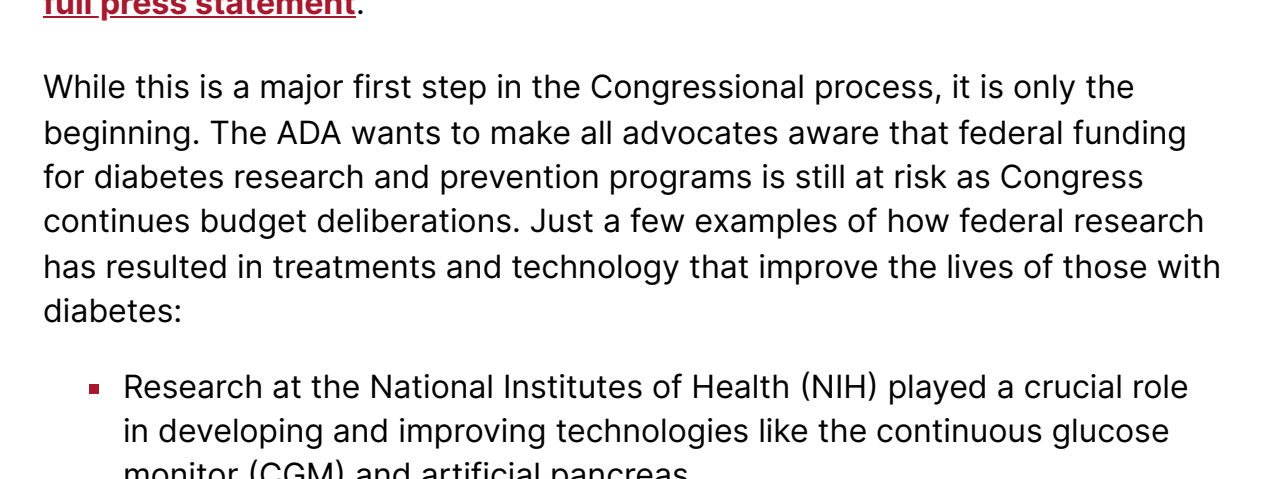 full press statement.
While this is a major first step in the Congressional process, it is only the
beginning. The ADA wants to make all advocates aware that federal funding
for diabetes research and prevention programs is still at risk as Congress
continues budget deliberations. Just a few examples of how federal research
has resulted in treatments and technology that improve the lives of those with
diabetes:
Research at the National Institutes of Health (NIH) played a crucial role
in developing and improving technologies like the continuous glucose
monitor (CGM) and artificial pancreas